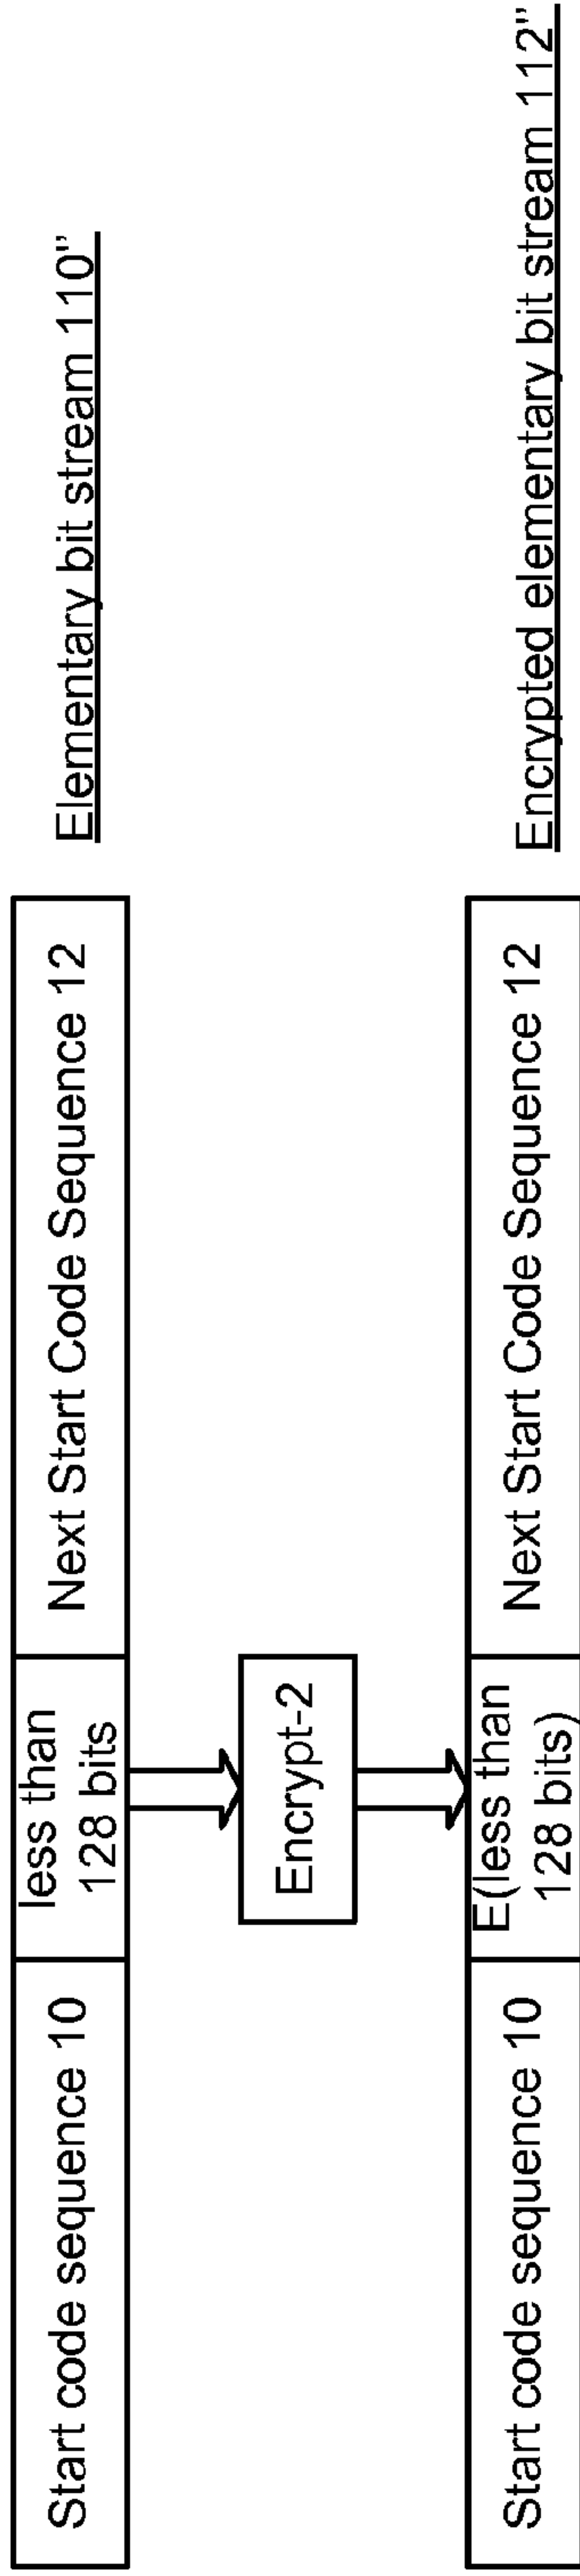 Start code sequence 10
less than
128 bits
Next Start Code Sequence 12
Elementary bit stream 110"
Encrypt-2
Start code sequence 10
E(less than
128 bits)
Next Start Code Sequence 12
Encrypted elementary bit stream 112"